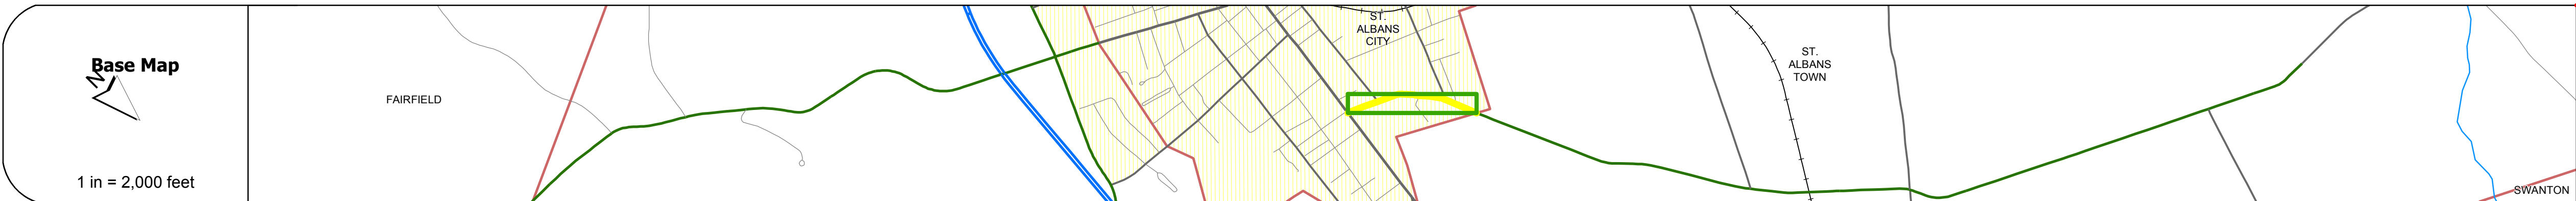 Base Map
N
1 in = 2,000 feet
FAIRFIELD
ST.
ALBANS
CITY
ST.
ALBANS
TOWN
SWANTON